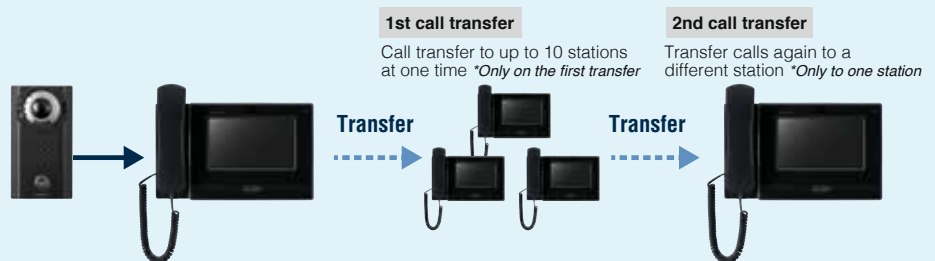 1st call transfer
Call transfer to up to 10 stations
at one time *Only on the first transfer
Transfer
2nd call transfer
Transfer calls again to a
different station *Only to one station
Transfer